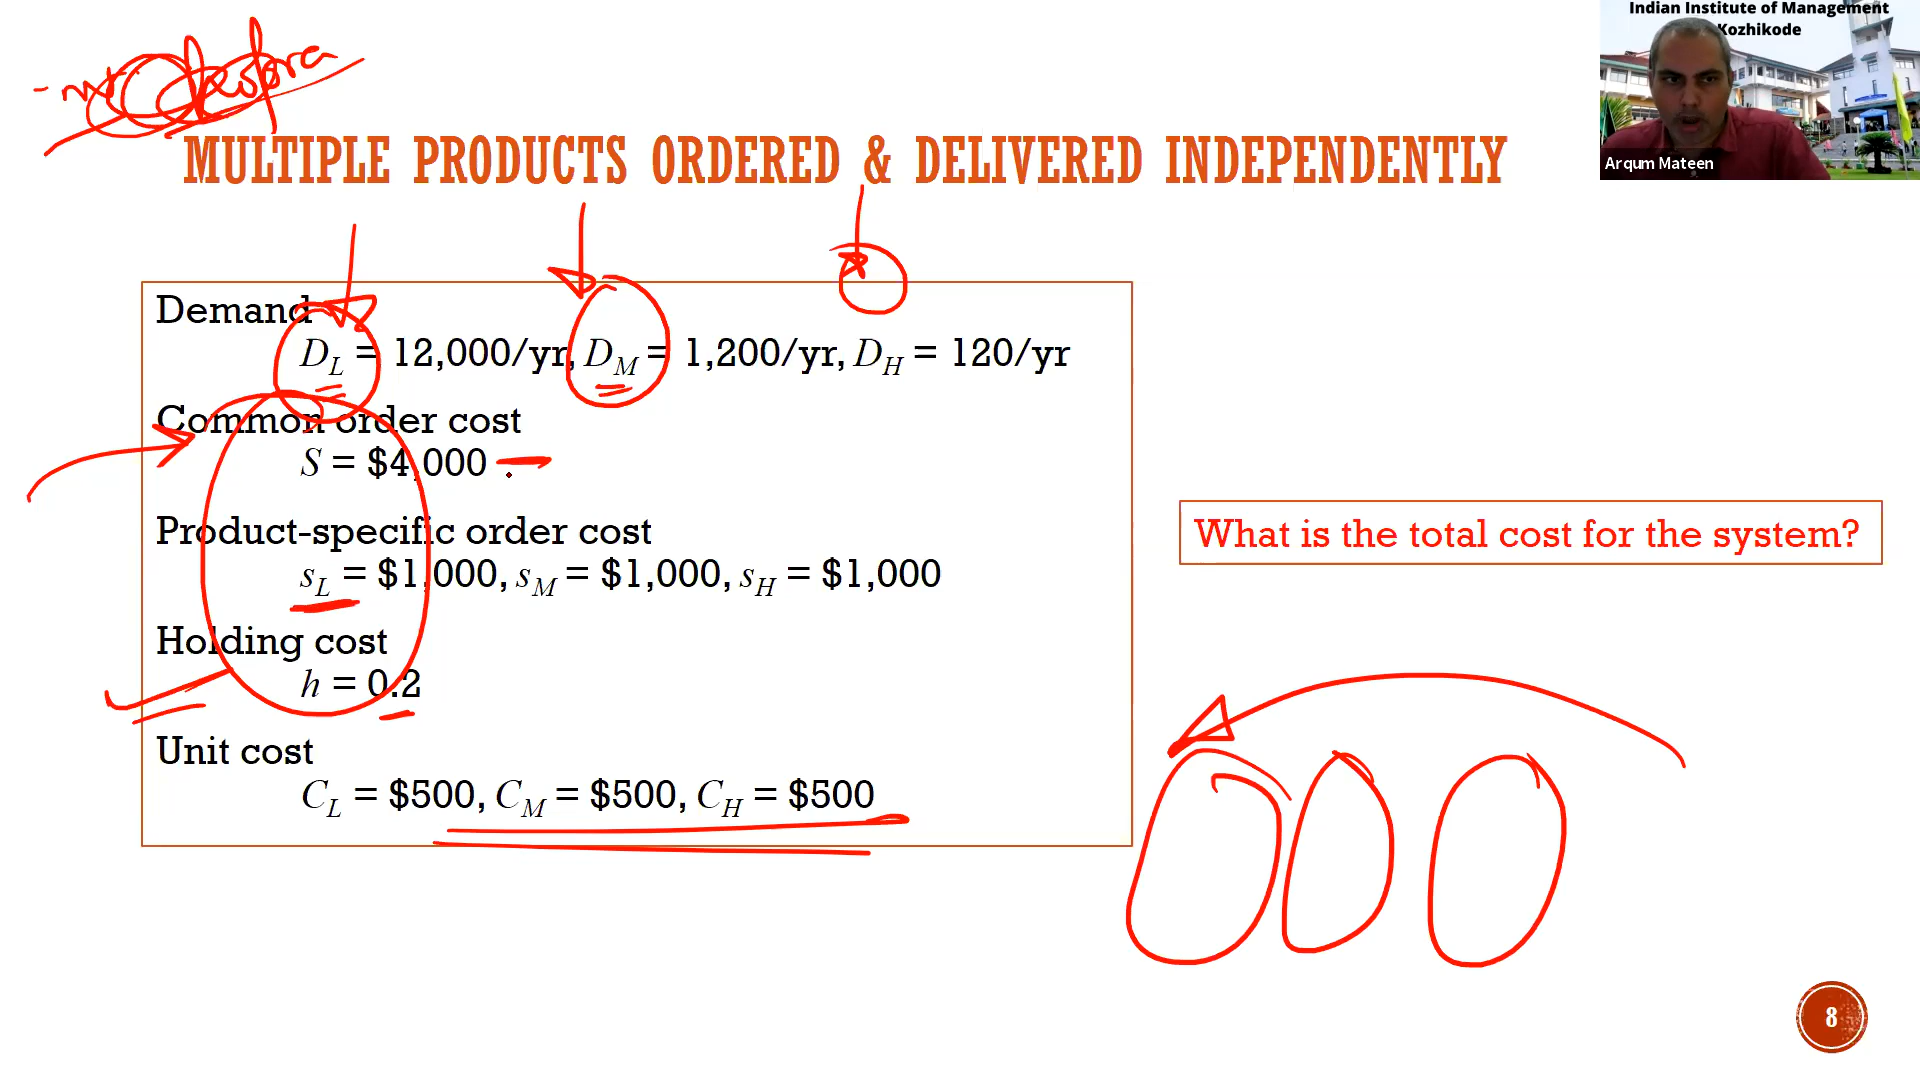 Indian Institute of Management
Kozhikode
Arqum Mateen
MULTIPLE PRODUCTS ORDERED & DELIVERED INDEPENDENTLY
Demand
D_L = 12,000/yr, D_M = 1,200/yr, D_H = 120/yr
Common order cost
S = $4,000
Product-specific order cost
s_L = $1,000, s_M = $1,000, s_H = $1,000
Holding cost
h = 0.2
Unit cost
C_L = $500, C_M = $500, C_H = $500
What is the total cost for the system?
8